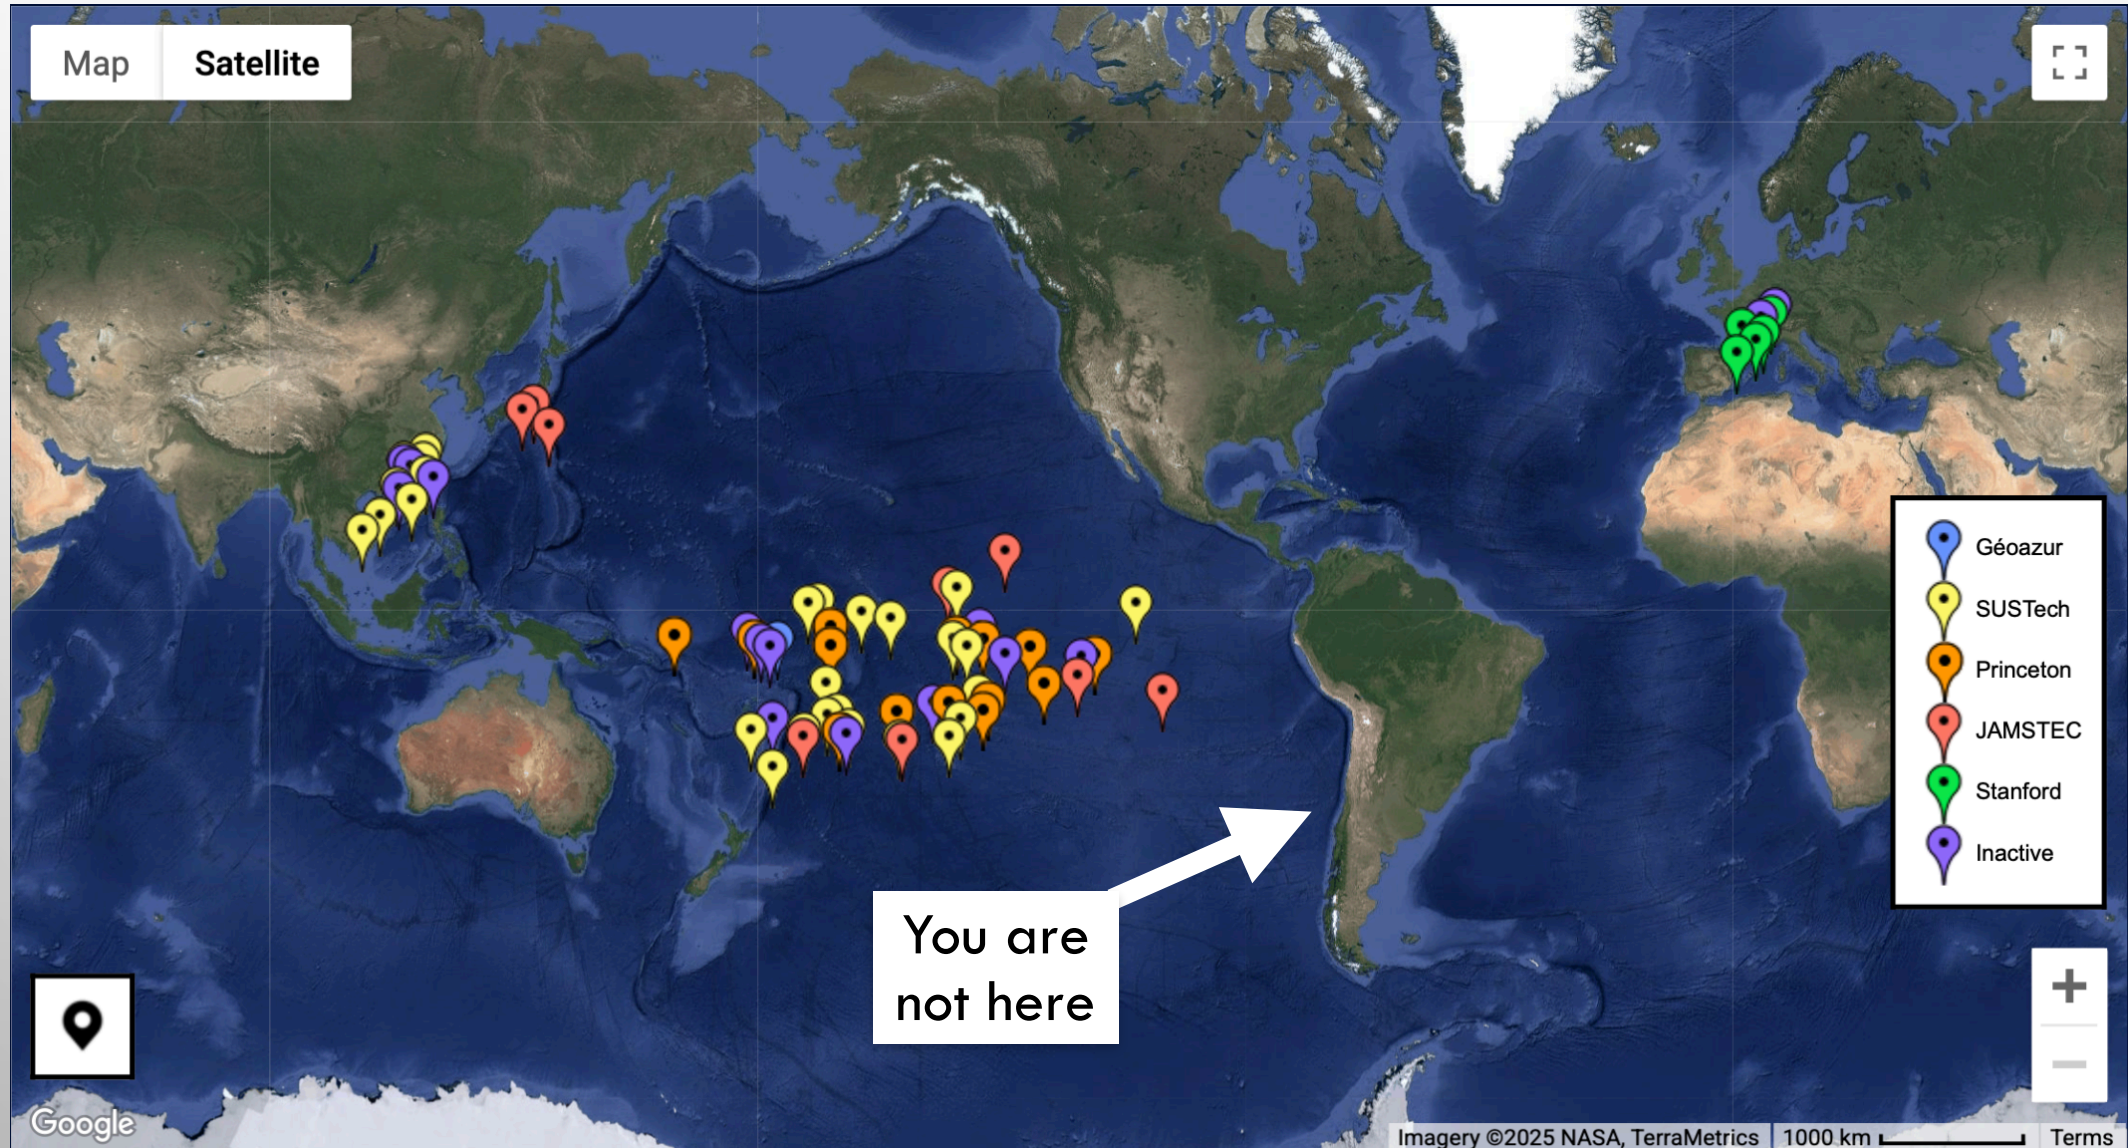 Map
Satellite
Géoazur
SUSTech
Princeton
JAMSTEC
Stanford
Inactive
You are
not here
Google
Imagery ©2025 NASA, TerraMetrics
1000 km
Terms